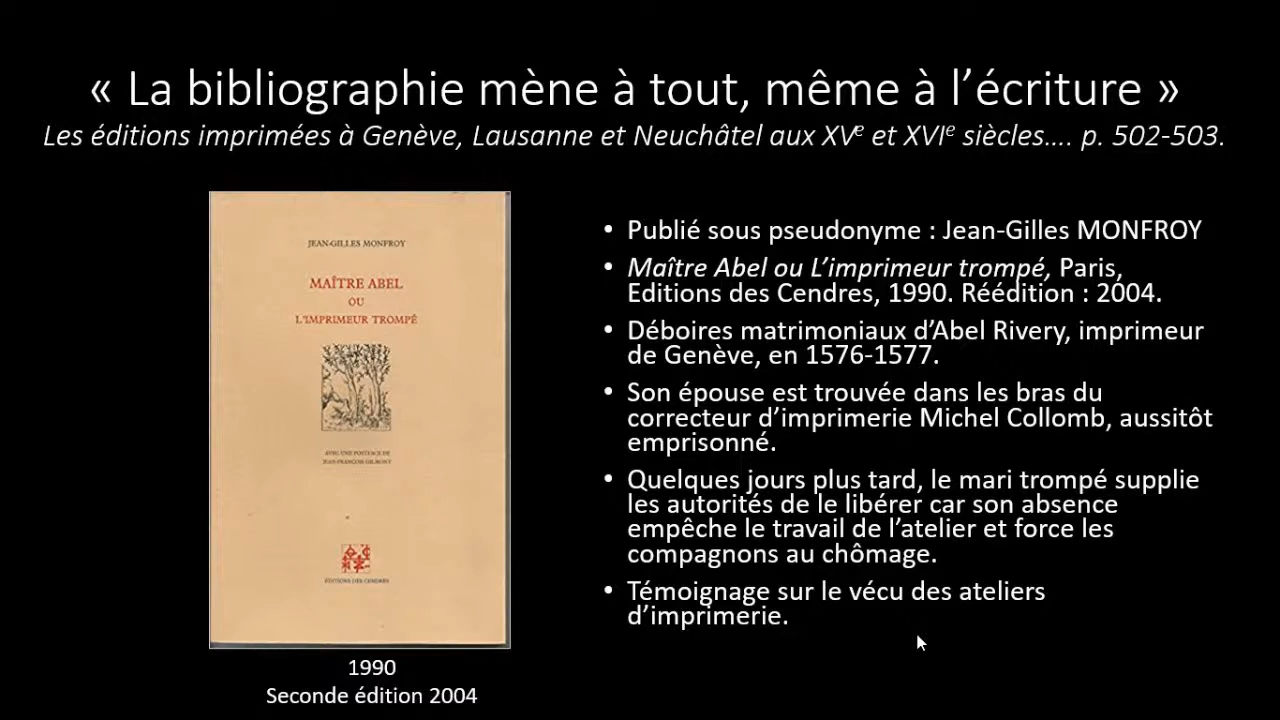 « La bibliographie mène à tout, même à l’écriture »
Les éditions imprimées à Genève, Lausanne et Neuchâtel aux XVe et XVIe siècles…. p. 502-503.
JEAN-GILLES MONFROY
MAÎTRE ABEL
OU
L'IMPRIMEUR TROMPÉ
AVEC UNE POSTFACE DE
JEAN-FRANÇOIS GILMONT
ÉDITIONS DES CENDRES
1990
Seconde édition 2004
• Publié sous pseudonyme : Jean-Gilles MONFROY
• Maître Abel ou L’imprimeur trompé, Paris,
Editions des Cendres, 1990. Réédition : 2004.
• Déboires matrimoniaux d’Abel Rivery, imprimeur
de Genève, en 1576-1577.
• Son épouse est trouvée dans les bras du
correcteur d’imprimerie Michel Collomb, aussitôt
emprisonné.
• Quelques jours plus tard, le mari trompé supplie
les autorités de le libérer car son absence
empêche le travail de l’atelier et force les
compagnons au chômage.
• Témoignage sur le vécu des ateliers
d’imprimerie.